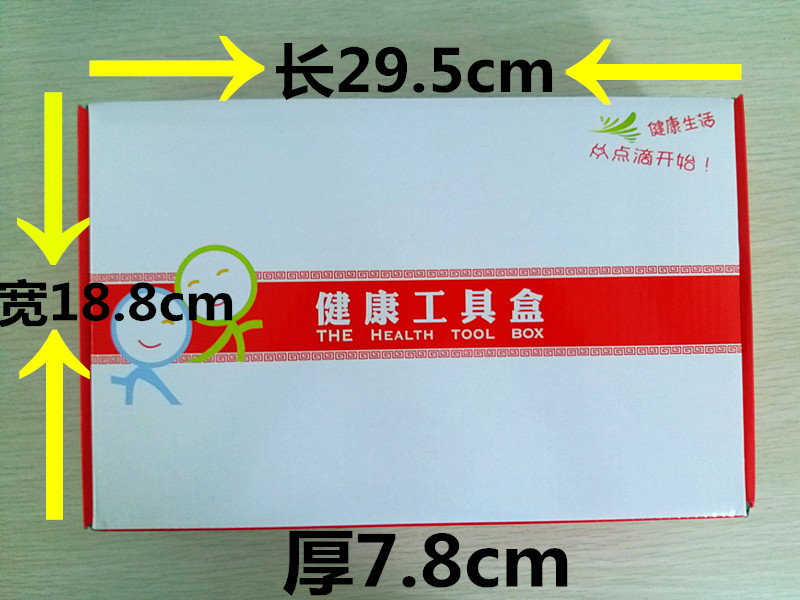 长29.5cm
健康生活
从点滴开始！
宽18.8cm
健康工具盒
THE HEALTH TOOL BOX
厚7.8cm